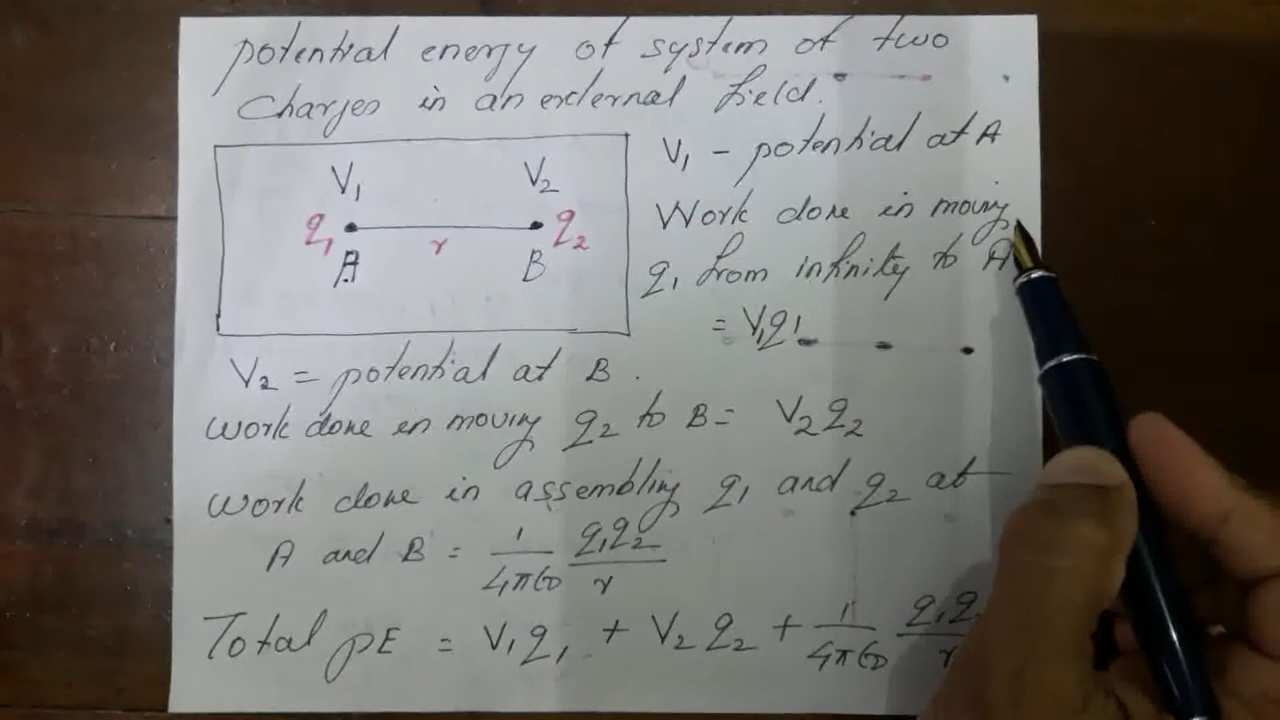 potential energy of system of two
charges in an external field.
V₁ V₂
q₁ r q₂
A B
V₁ - potential at A
Work done in moving
q₁ from infinity to A
= V₁q₁
V₂ = potential at B.
Work done in moving q₂ to B = V₂q₂
Work done in assembling q₁ and q₂ at
A and B = 1/4πϵ₀ q₁q₂/r
Total PE = V₁q₁ + V₂q₂ + 1/4πϵ₀ q₁q₂/r